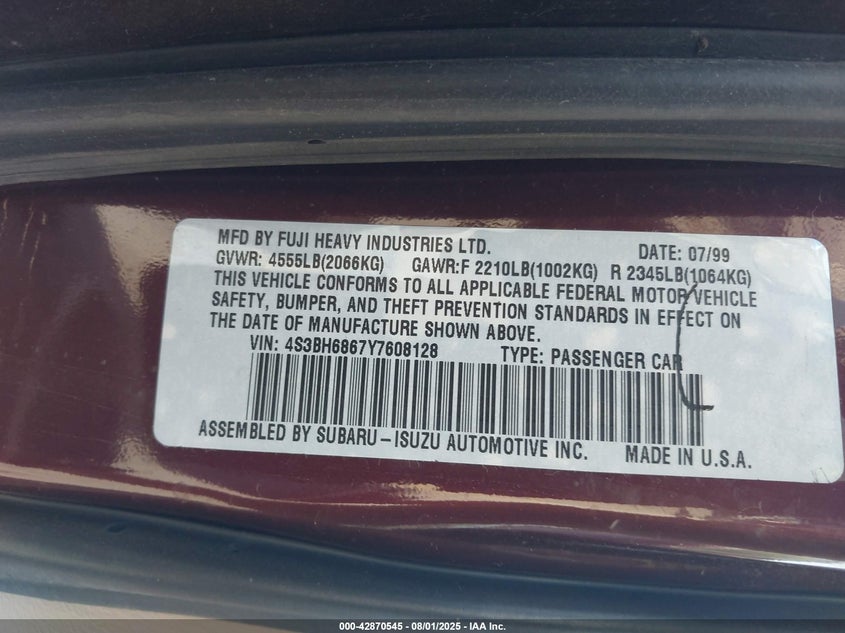 MFD BY FUJI HEAVY INDUSTRIES LTD. DATE: 07/99
GVWR: 4555LB(2066KG) GAWR:F 2210LB(1002KG) R 2345LB(1064KG)
THIS VEHICLE CONFORMS TO ALL APPLICABLE FEDERAL MOTOR VEHICLE
SAFETY, BUMPER, AND THEFT PREVENTION STANDARDS IN EFFECT ON
THE DATE OF MANUFACTURE SHOWN ABOVE.
VIN: 4S3BH6867Y7608128 TYPE: PASSENGER CAR
ASSEMBLED BY SUBARU-ISUZU AUTOMOTIVE INC. MADE IN U.S.A.
000-42870545 - 08/01/2025 - IAA Inc.